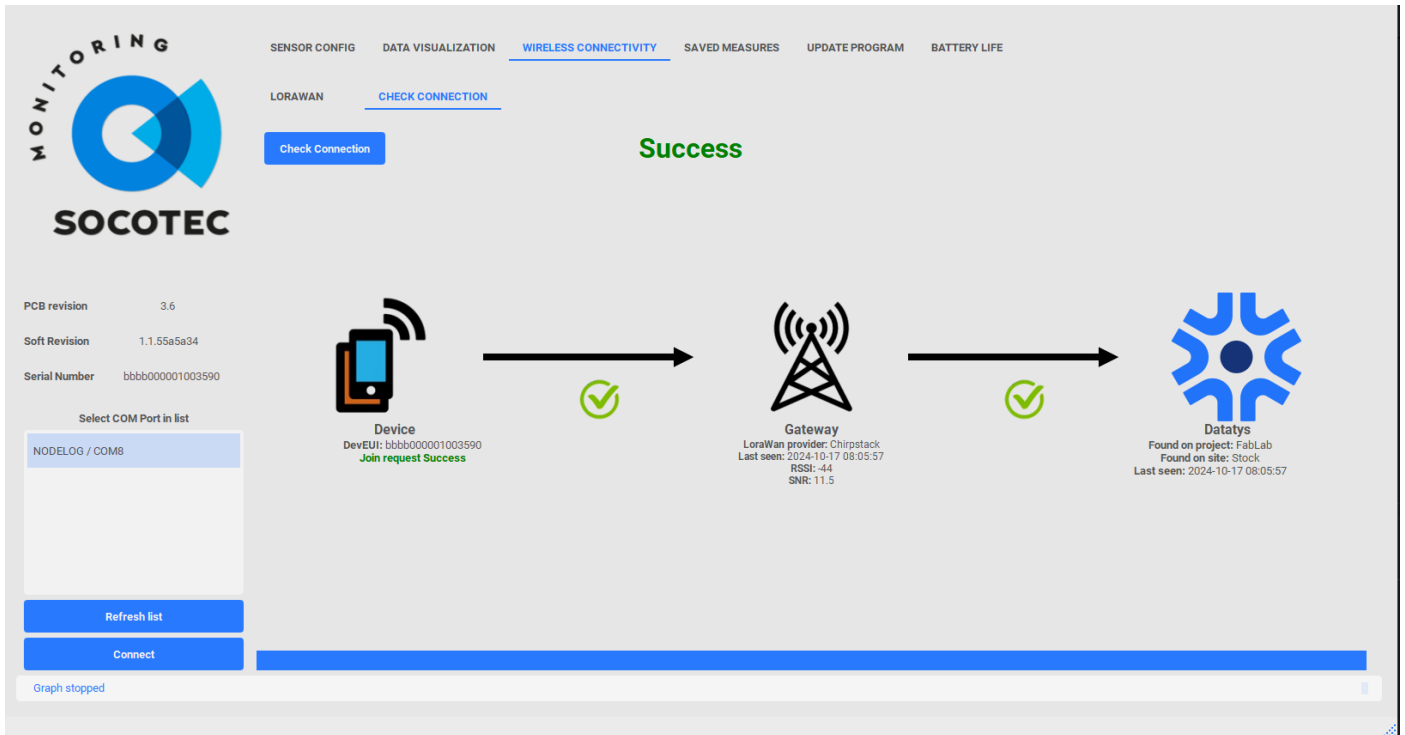 MONITORING
SOCOTEC
SENSOR CONFIG DATA VISUALIZATION WIRELESS CONNECTIVITY SAVED MEASURES UPDATE PROGRAM BATTERY LIFE
LORAWAN CHECK CONNECTION
Check Connection
Success
PCB revision 3.6
Soft Revision 1.1.55a5a34
Serial Number bbbb000001003590
Select COM Port in list
NODELOG / COM8
Refresh list
Connect
Device
DevEUI: bbbb000001003590
Join request Success
Gateway
LoraWan provider: Chirpstack
Last seen: 2024-10-17 08:05:57
RSSI: -44
SNR: 11.5
Datatys
Found on project: FabLab
Found on site: Stock
Last seen: 2024-10-17 08:05:57
Graph stopped